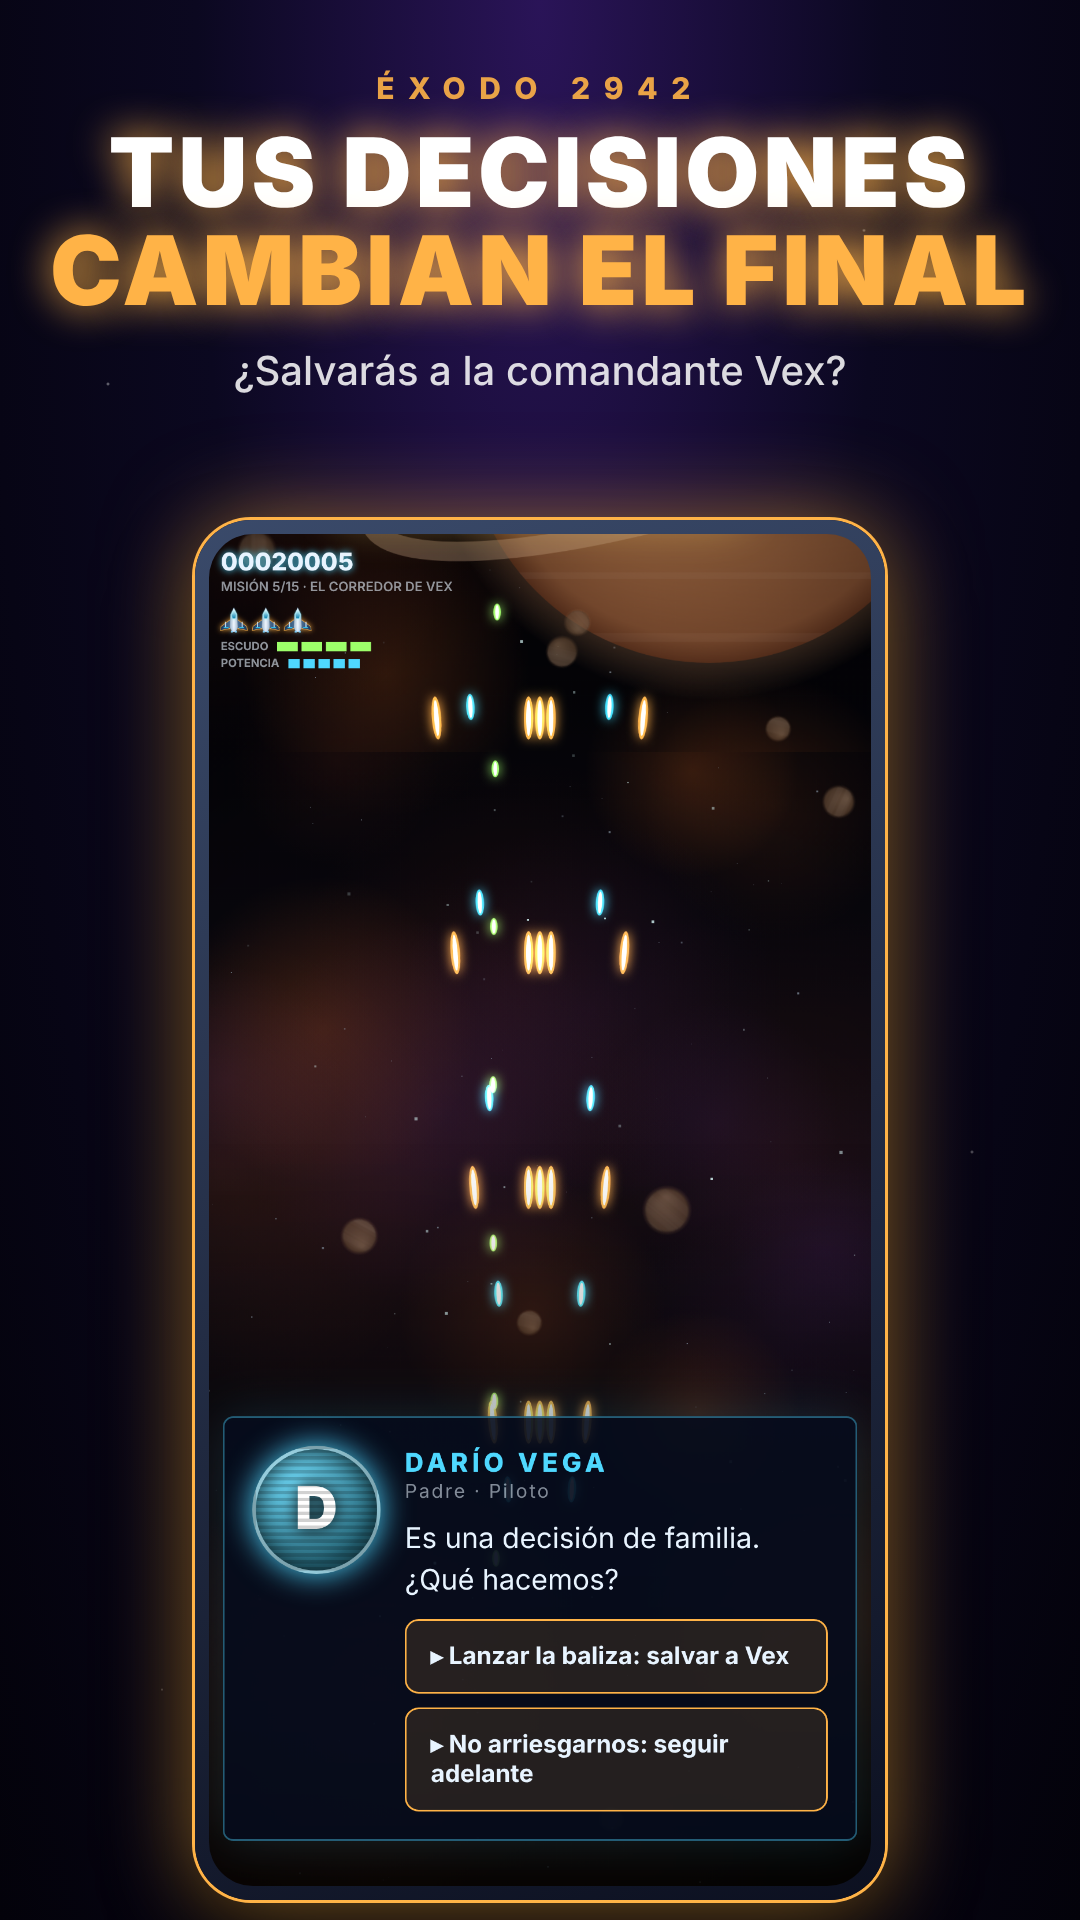 ÉXODO 2942
TUS DECISIONES
CAMBIAN EL FINAL
¿Salvarás a la comandante Vex?
00020005
MISIÓN 5/15 · EL CORREDOR DE VEX
ESCUDO
POTENCIA
D
DARÍO VEGA
Padre · Piloto
Es una decisión de familia.
¿Qué hacemos?
▸ Lanzar la baliza: salvar a Vex
▸ No arriesgarnos: seguir
adelante